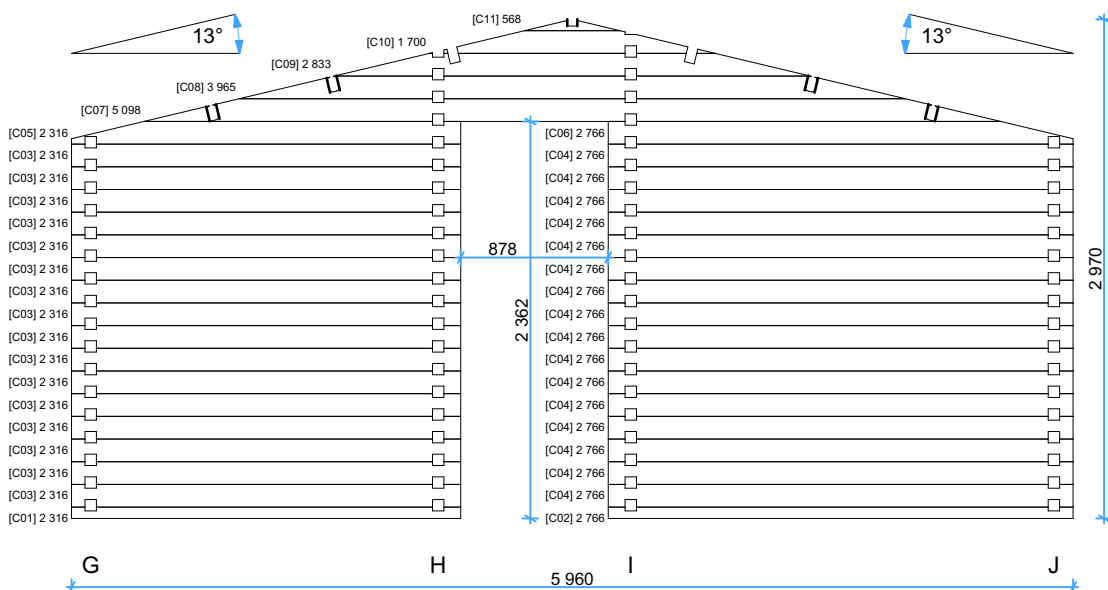 [C11] 568
13°
13°
[C10] 1 700
[C09] 2 833
[C08] 3 965
[C07] 5 098
[C05] 2 316
[C06] 2 766
[C03] 2 316
[C04] 2 766
[C03] 2 316
[C04] 2 766
[C03] 2 316
[C04] 2 766
[C03] 2 316
[C04] 2 766
[C03] 2 316
878
[C04] 2 766
[C03] 2 316
[C04] 2 766
2 970
[C03] 2 316
[C04] 2 766
[C03] 2 316
2 362
[C04] 2 766
[C03] 2 316
[C04] 2 766
[C03] 2 316
[C04] 2 766
[C03] 2 316
[C04] 2 766
[C03] 2 316
[C04] 2 766
[C03] 2 316
[C04] 2 766
[C03] 2 316
[C04] 2 766
[C03] 2 316
[C04] 2 766
[C03] 2 316
[C04] 2 766
[C01] 2 316
[C02] 2 766
G H I J
5 960